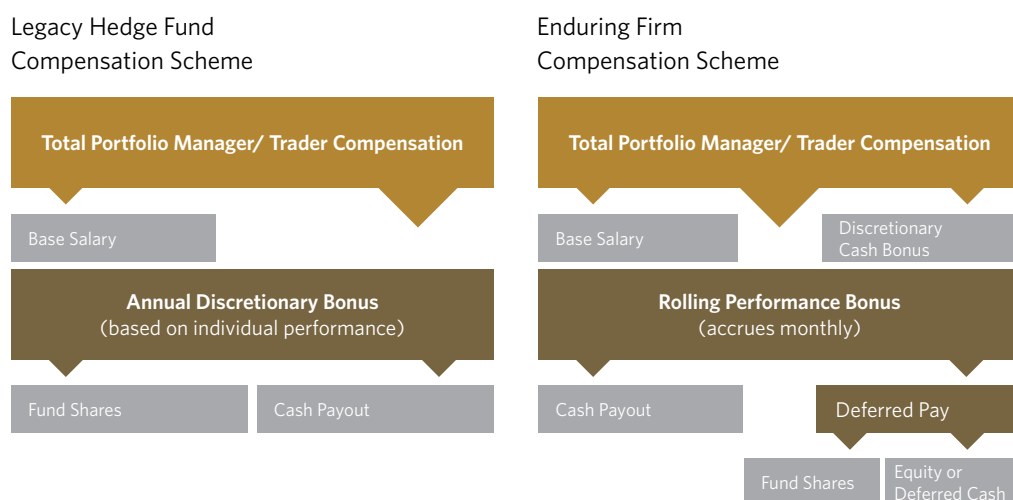 Legacy Hedge Fund
Compensation Scheme
Total Portfolio Manager/ Trader Compensation
Base Salary
Annual Discretionary Bonus
(based on individual performance)
Fund Shares
Cash Payout
Enduring Firm
Compensation Scheme
Total Portfolio Manager/ Trader Compensation
Base Salary
Discretionary
Cash Bonus
Rolling Performance Bonus
(accrues monthly)
Cash Payout
Deferred Pay
Fund Shares
Equity or
Deferred Cash